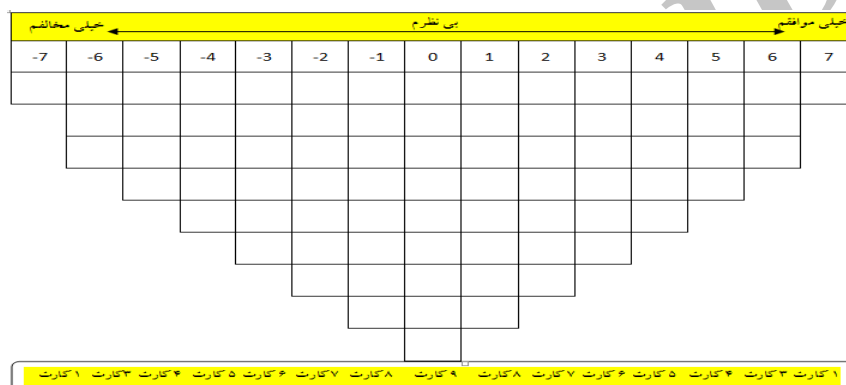 خیلی موافقم بی نظرم خیلی مخالفم
-7 -6 -5 -4 -3 -2 -1 0 1 2 3 4 5 6 7
۱ کارت ۳ کارت ۴ کارت ۵ کارت ۶ کارت ۷ کارت ۸ کارت ۹ کارت ۸ کارت ۷ کارت ۶ کارت ۵ کارت ۴ کارت ۳ کارت ۱ کارت